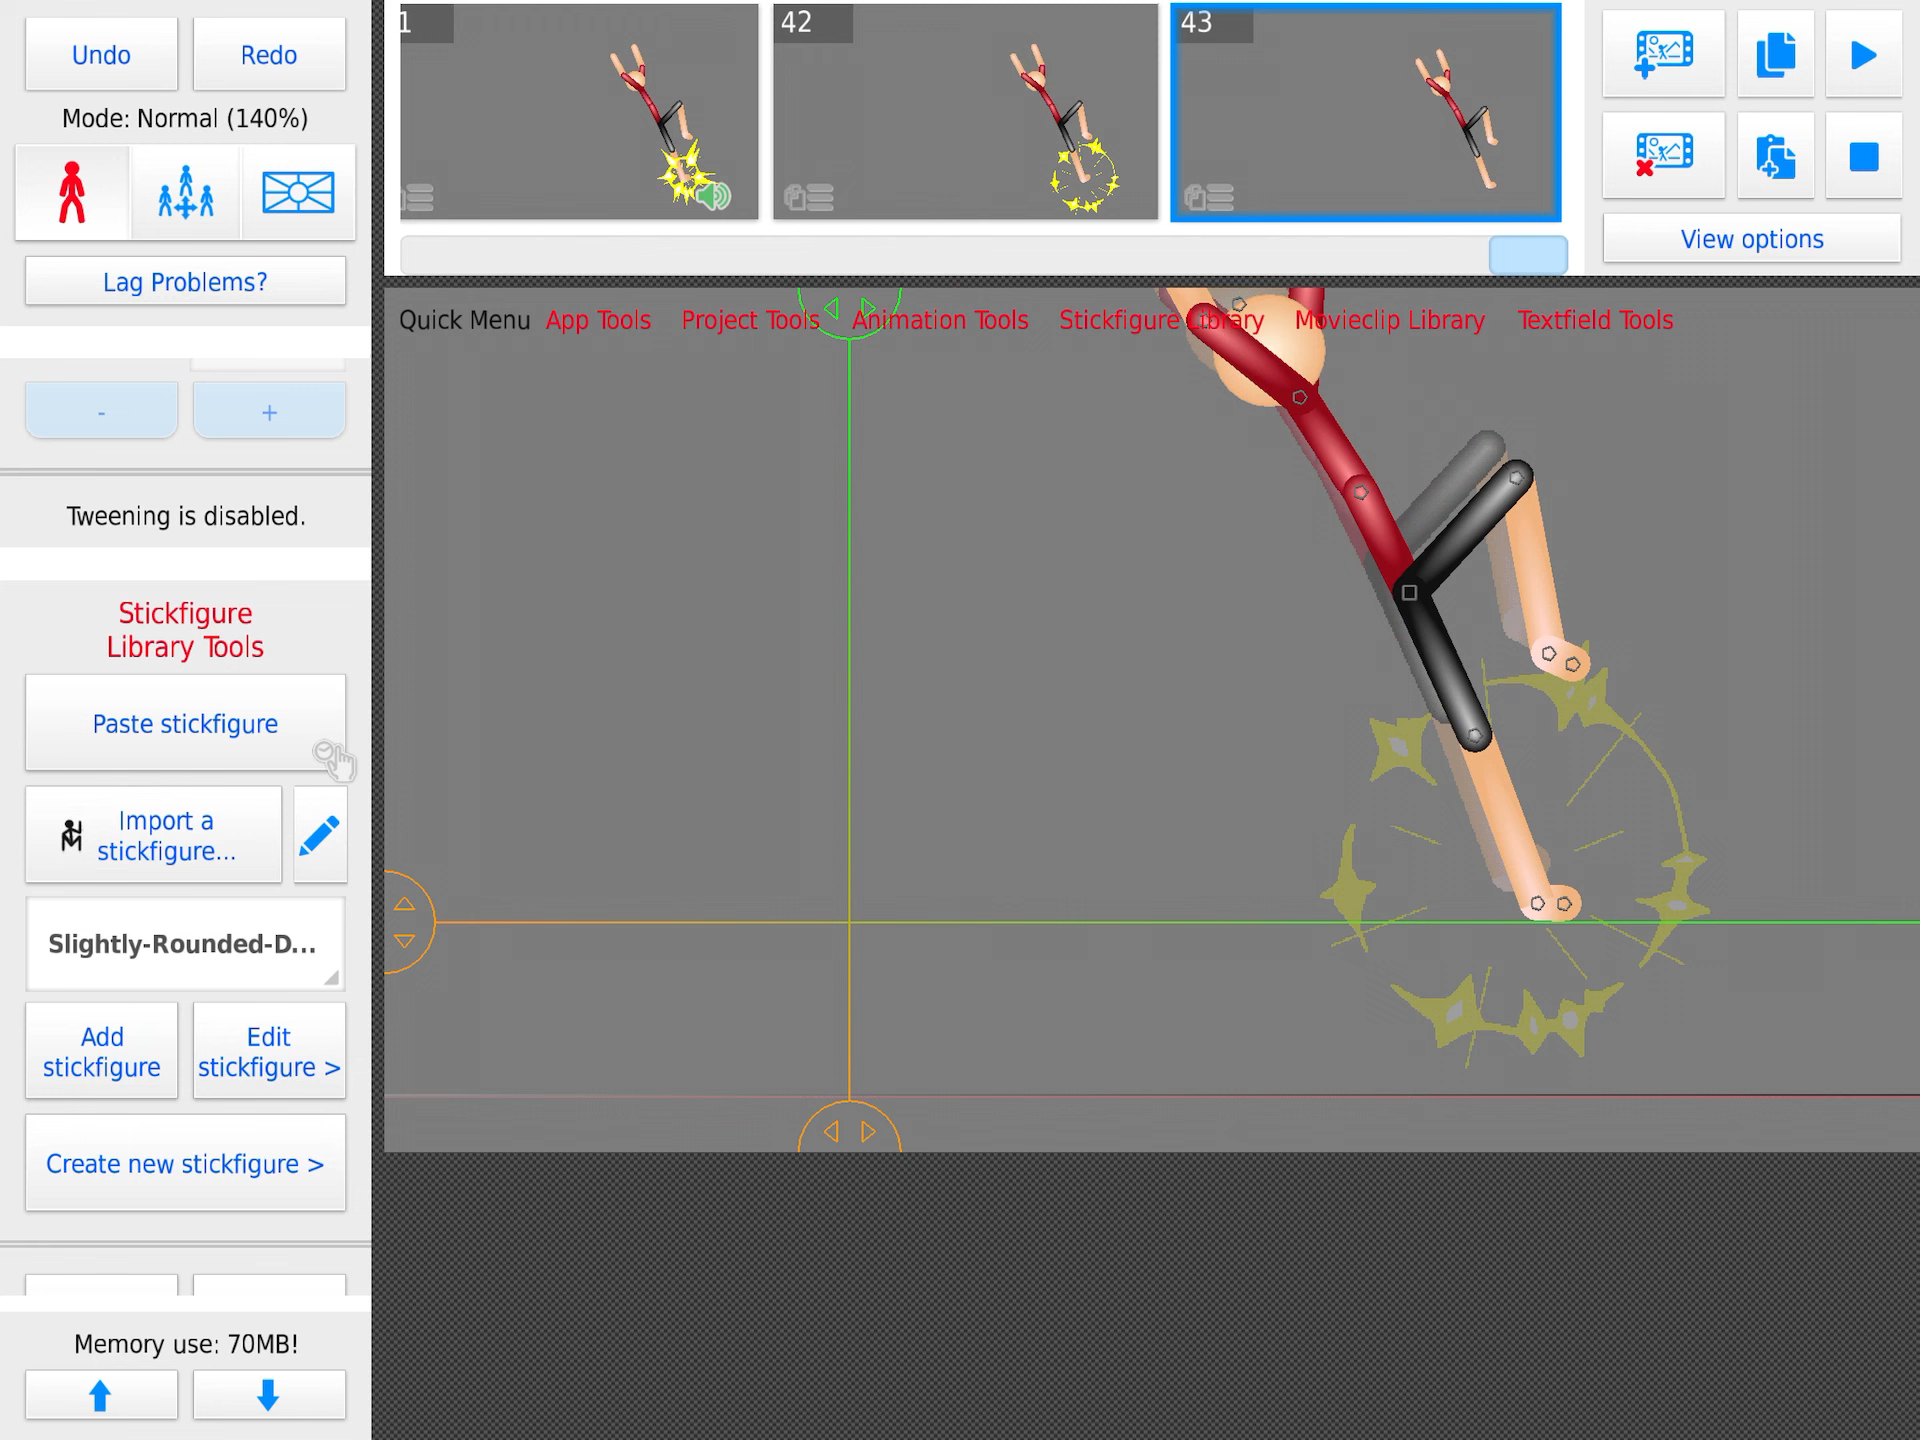 Undo
Redo
Mode: Normal (140%)
Lag Problems?
-
+
Tweening is disabled.
Stickfigure
Library Tools
Paste stickfigure
Import a
stickfigure...
Slightly-Rounded-D...
Add
stickfigure
Edit
stickfigure >
Create new stickfigure >
Memory use: 70MB!
1
42
43
View options
Quick Menu
App Tools
Project Tools
Animation Tools
Stickfigure Library
Movieclip Library
Textfield Tools